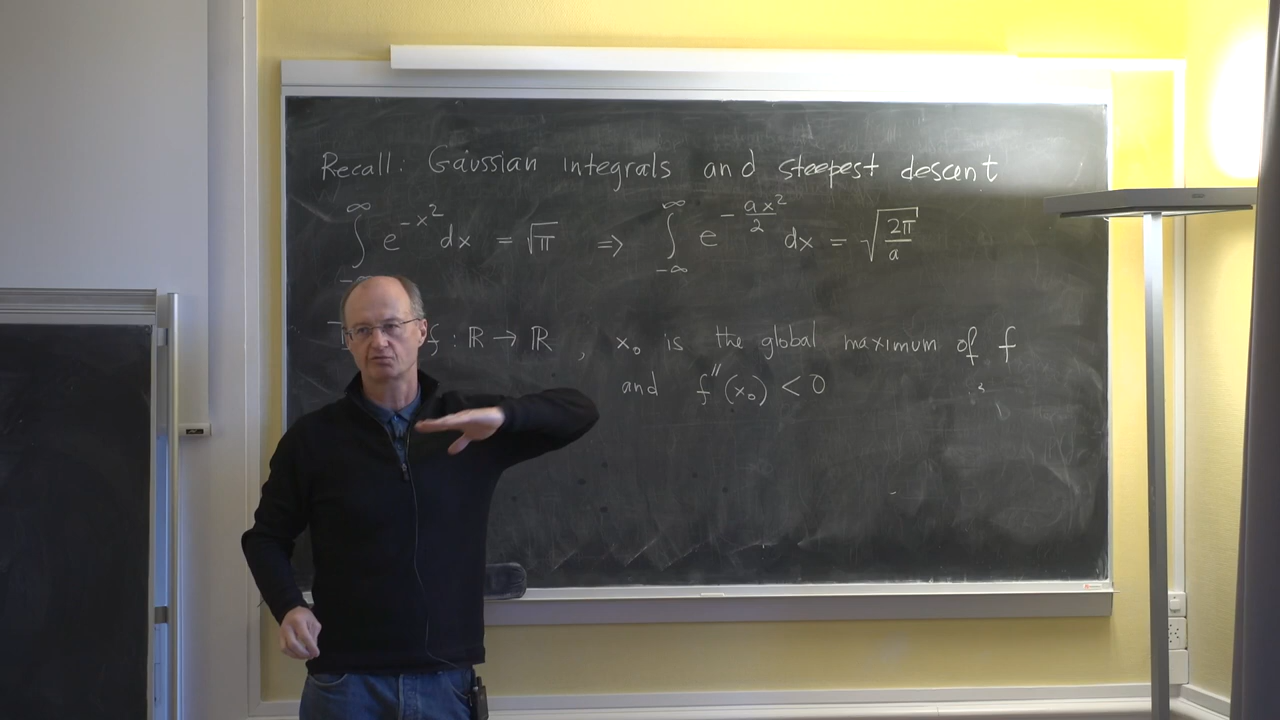 Recall: Gaussian integrals and steepest descent
∫_{-∞}^{∞} e^{-x²} dx = √π ⇒ ∫_{-∞}^{∞} e^{-ax²/2} dx = √(2π/a)
f : ℝ → ℝ , x₀ is the global maximum of f
and f''(x₀) < 0